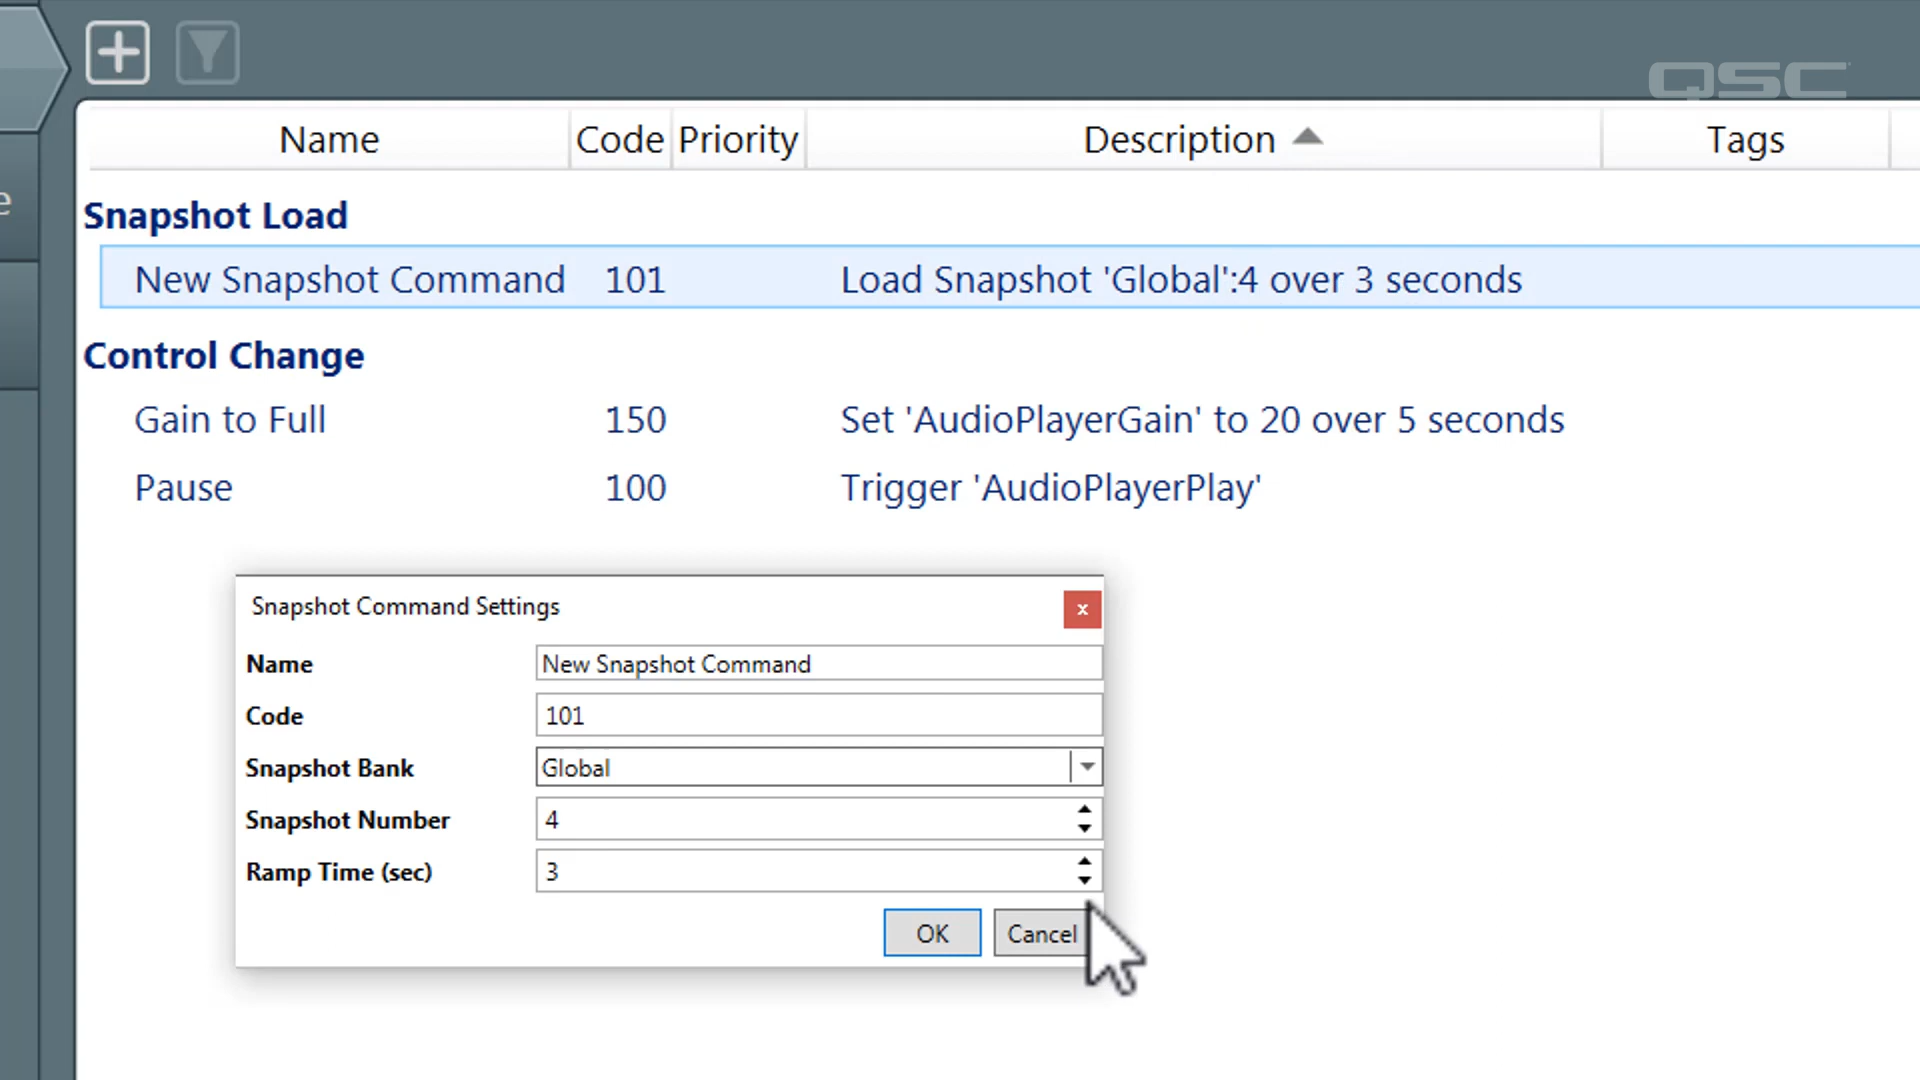 QSC
Name Code Priority Description Tags
e
Snapshot Load
New Snapshot Command 101 Load Snapshot 'Global':4 over 3 seconds
Control Change
Gain to Full 150 Set 'AudioPlayerGain' to 20 over 5 seconds
Pause 100 Trigger 'AudioPlayerPlay'
Snapshot Command Settings x
Name New Snapshot Command
Code 101
Snapshot Bank Global
Snapshot Number 4
Ramp Time (sec) 3
OK Cancel